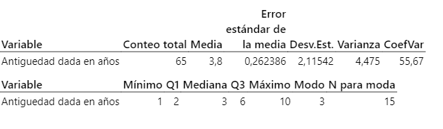 Error
estándar de
Variable Conteo total Media la media Desv.Est. Varianza CoefVar
Antiguedad dada en años 65 3,8 0,262386 2,11542 4,475 55,67
Variable Mínimo Q1 Mediana Q3 Máximo Modo N para moda
Antiguedad dada en años 1 2 3 6 10 3 15